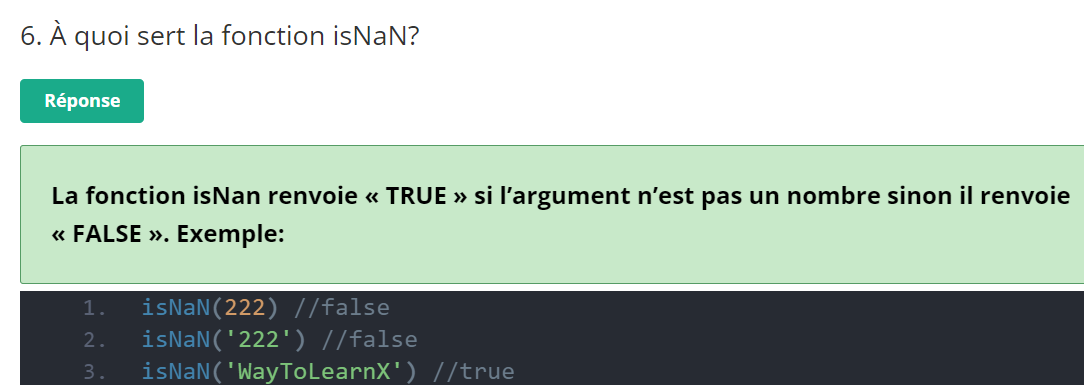 6. À quoi sert la fonction isNaN?
Réponse
La fonction isNan renvoie « TRUE » si l’argument n’est pas un nombre sinon il renvoie
« FALSE ». Exemple:
1. isNaN(222) //false
2. isNaN('222') //false
3. isNaN('WayToLearnX') //true